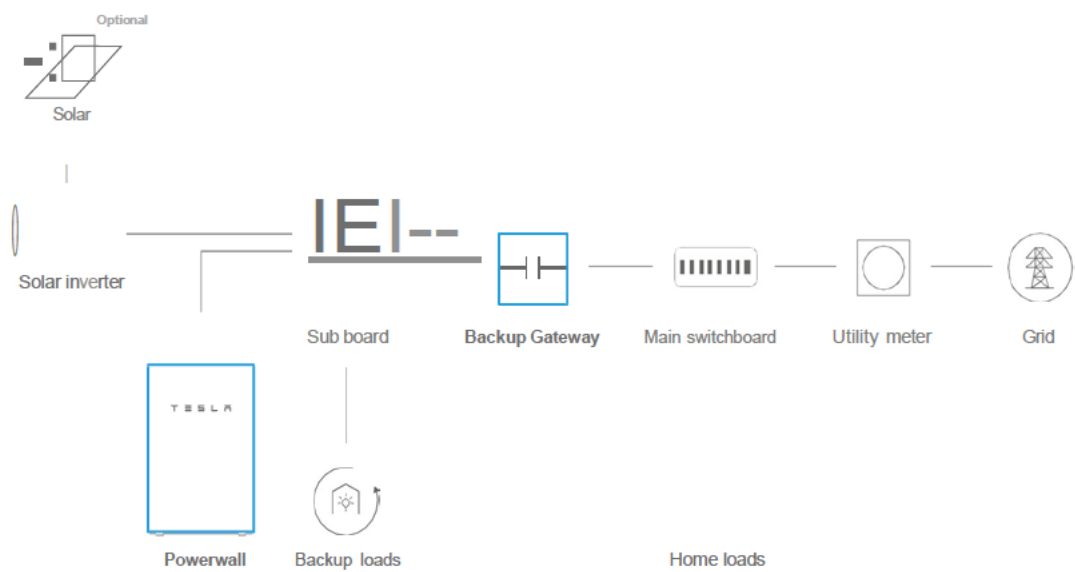 Optional
Solar
IEI--
Solar inverter
Sub board
Backup Gateway
Main switchboard
Utility meter
Grid
TESLA
Powerwall
Backup loads
Home loads